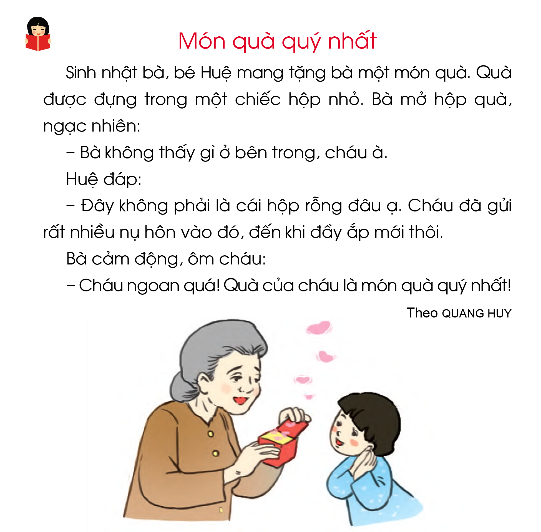 Món quà quý nhất
Sinh nhật bà, bé Huệ mang tặng bà một món quà. Quà
được đựng trong một chiếc hộp nhỏ. Bà mở hộp quà,
ngạc nhiên:
– Bà không thấy gì ở bên trong, cháu à.
Huệ đáp:
– Đây không phải là cái hộp rỗng đâu ạ. Cháu đã gửi
rất nhiều nụ hôn vào đó, đến khi đầy ắp mới thôi.
Bà cảm động, ôm cháu:
– Cháu ngoan quá! Quà của cháu là món quà quý nhất!
Theo QUANG HUY